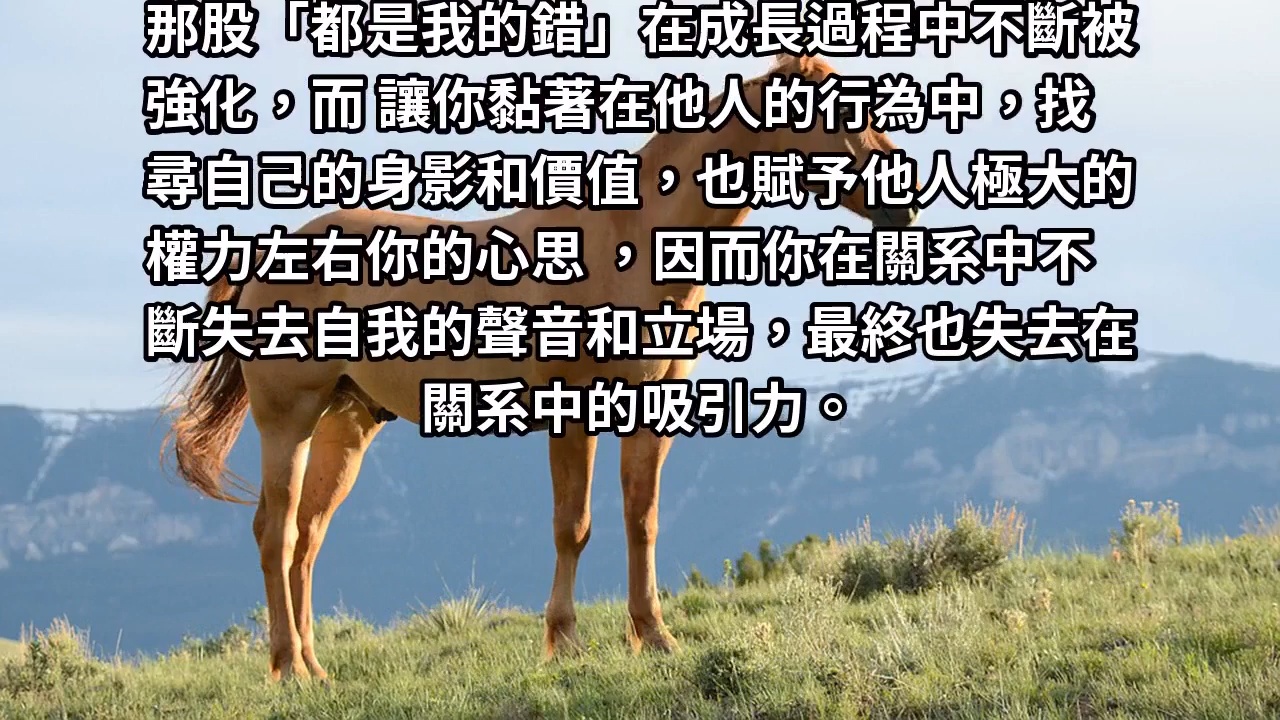 那股「都是我的錯」在成長過程中不斷被
強化，而 讓你黏著在他人的行為中，找
尋自己的身影和價值，也賦予他人極大的
權力左右你的心思 ，因而你在關系中不
斷失去自我的聲音和立場，最終也失去在
關系中的吸引力。